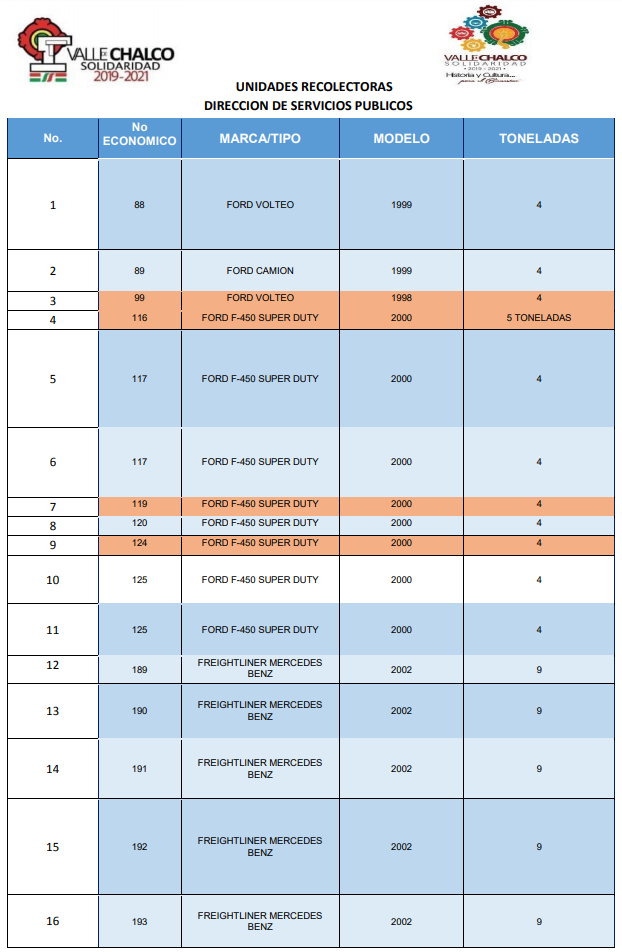 VALLE CHALCO
SOLIDARIDAD
2019-2021
VALLE CHALCO
SOLIDARIDAD
2019 - 2021
Historia y Cultura...
UNIDADES RECOLECTORAS
DIRECCION DE SERVICIOS PUBLICOS
No. No ECONOMICO MARCA/TIPO MODELO TONELADAS
1 88 FORD VOLTEO 1999 4
2 89 FORD CAMION 1999 4
3 99 FORD VOLTEO 1998 4
4 116 FORD F-450 SUPER DUTY 2000 5 TONELADAS
5 117 FORD F-450 SUPER DUTY 2000 4
6 117 FORD F-450 SUPER DUTY 2000 4
7 119 FORD F-450 SUPER DUTY 2000 4
8 120 FORD F-450 SUPER DUTY 2000 4
9 124 FORD F-450 SUPER DUTY 2000 4
10 125 FORD F-450 SUPER DUTY 2000 4
11 125 FORD F-450 SUPER DUTY 2000 4
12 189 FREIGHTLINER MERCEDES BENZ 2002 9
13 190 FREIGHTLINER MERCEDES BENZ 2002 9
14 191 FREIGHTLINER MERCEDES BENZ 2002 9
15 192 FREIGHTLINER MERCEDES BENZ 2002 9
16 193 FREIGHTLINER MERCEDES BENZ 2002 9